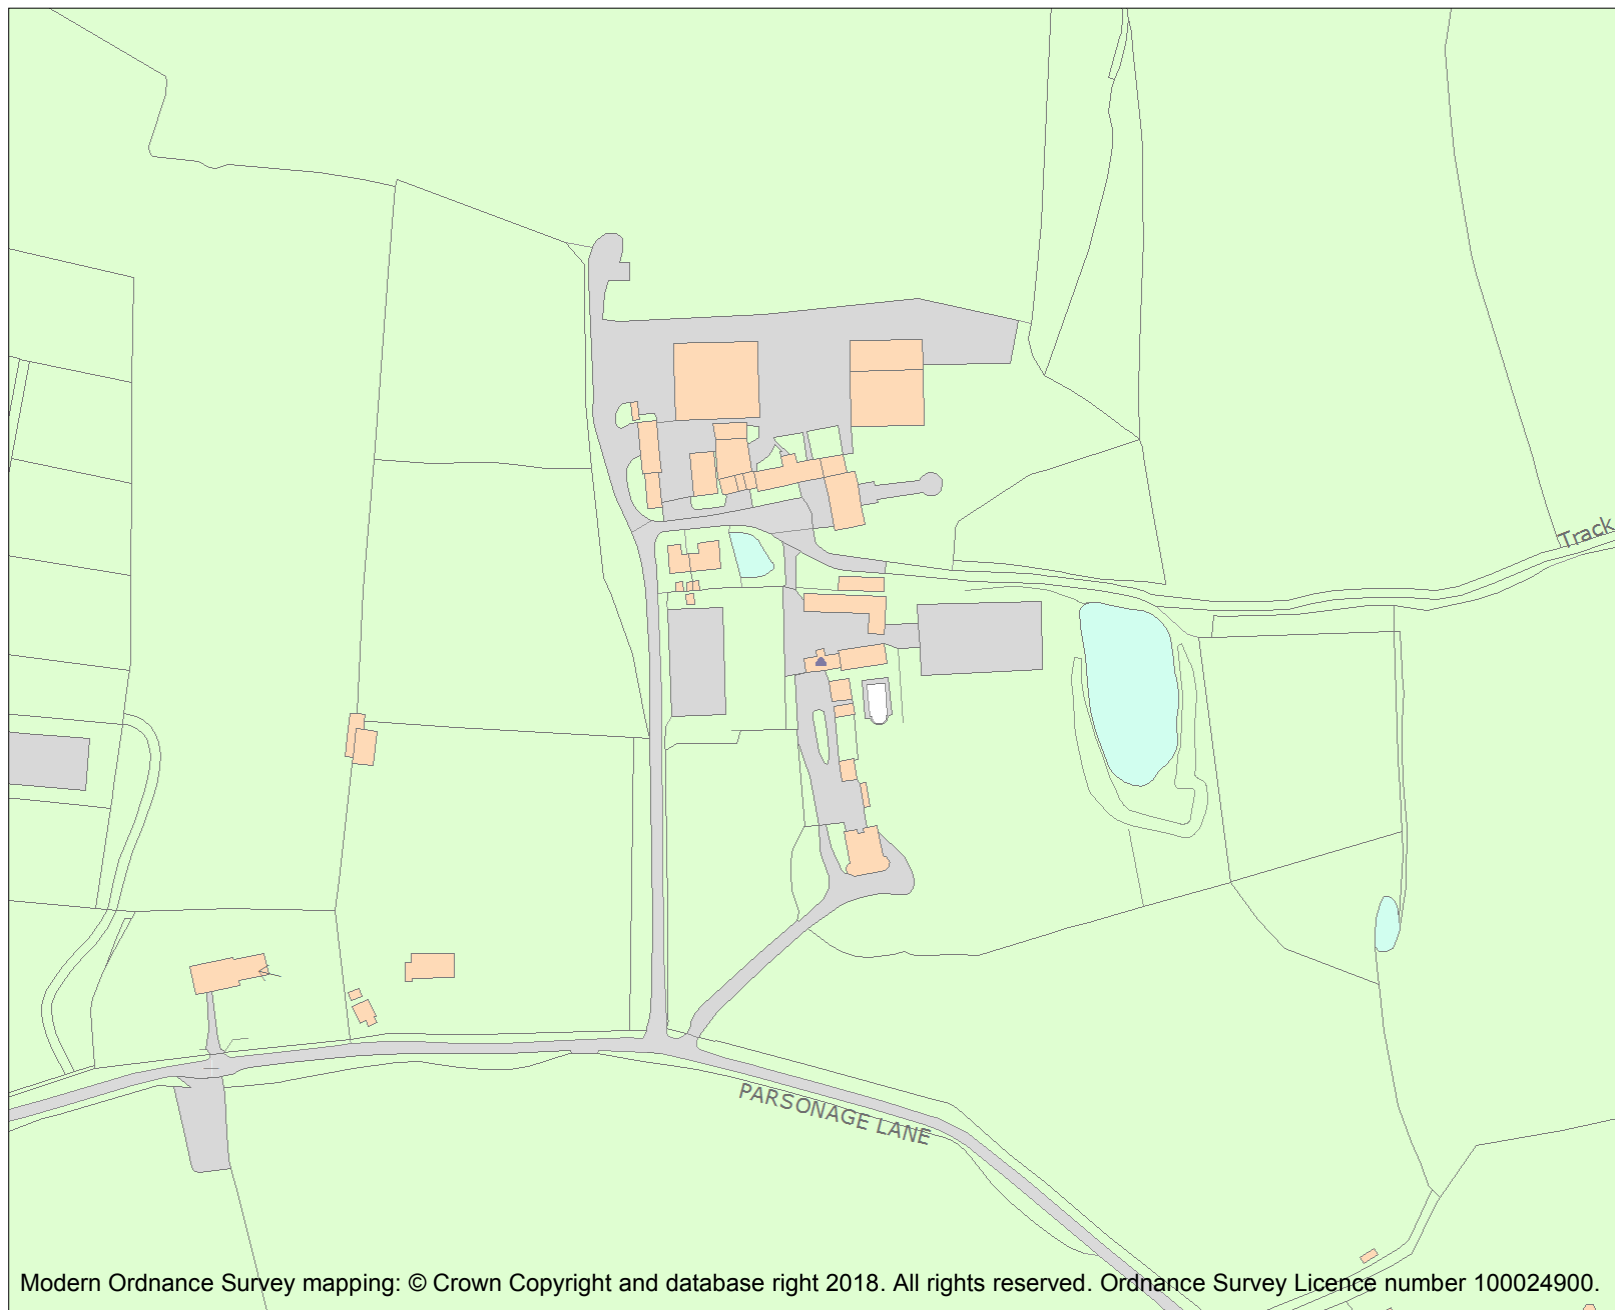 Track
PARSONAGE LANE
Modern Ordnance Survey mapping: © Crown Copyright and database right 2018. All rights reserved. Ordnance Survey Licence number 100024900.